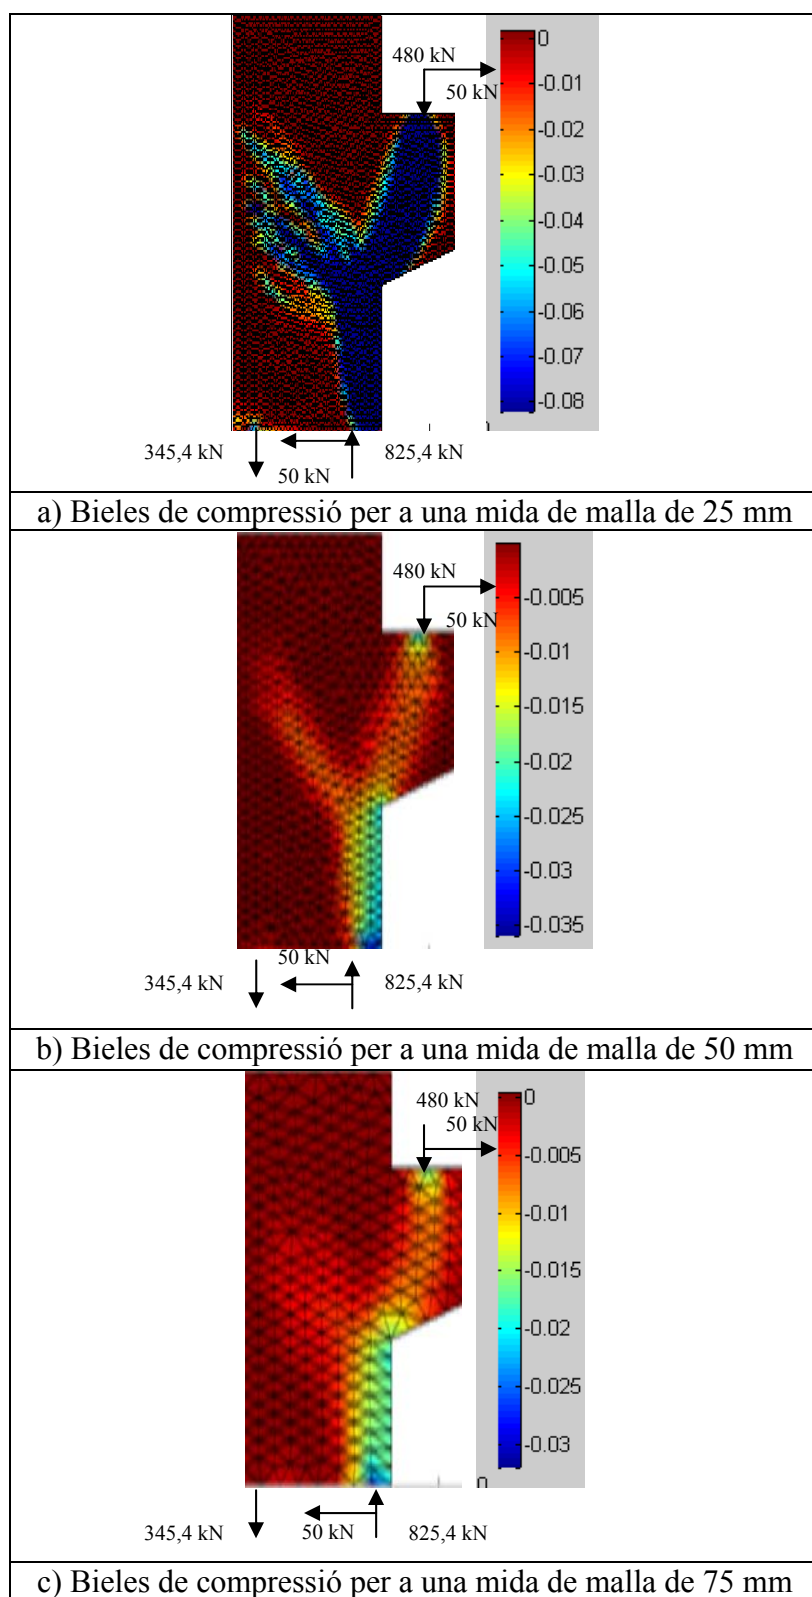 480 kN
50 kN
0
-0.01
-0.02
-0.03
-0.04
-0.05
-0.06
-0.07
-0.08
345,4 kN
825,4 kN
50 kN
a) Bieles de compressió per a una mida de malla de 25 mm
480 kN
50 kN
-0.005
-0.01
-0.015
-0.02
-0.025
-0.03
-0.035
50 kN
345,4 kN
825,4 kN
b) Bieles de compressió per a una mida de malla de 50 mm
480 kN
50 kN
0
-0.005
-0.01
-0.015
-0.02
-0.025
-0.03
0
345,4 kN
50 kN
825,4 kN
c) Bieles de compressió per a una mida de malla de 75 mm